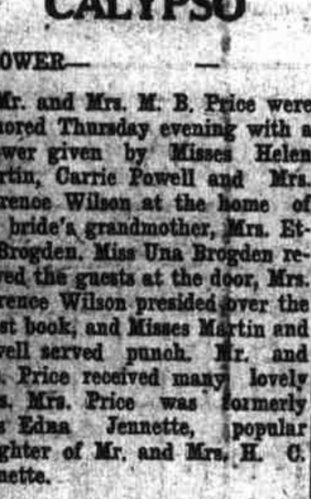 CALYPSO
OWER—
Mr. and Mrs. M. B. Price were
nored Thursday evening with a
ower given by Misses Helen
rtin, Carrie Powell and Mrs.
rence Wilson at the home of
bride's grandmother, Mrs. Et-
Brogden. Miss Una Brogden re-
ved the guests at the door, Mrs.
rence Wilson presided over the
st book, and Misses Martin and
well served punch. Mr. and
. Price received many lovely
s. Mrs. Price was formerly
s Edna Jennette, popular
ghter of Mr. and Mrs. H. C.
nette.